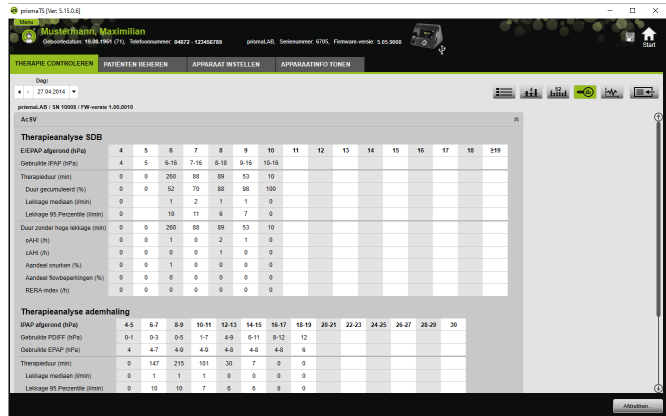 prismaTS [Ver: 5.15.0.6]
Menu
Mustermann, Maximilian
Geboortedatum: 19.08.1951 (71), Telefoonnummer: 04872 - 123456789 prismaLAB, Serienummer: 6705, Firmware-versie: 5.05.9008
Start
THERAPIE CONTROLEREN PATIËNTEN BEHEREN APPARAAT INSTELLEN APPARAATINFO TONEN
Dag:
27.04.2014
prismaLAB / SN 10008 / FW-versie 1.00.0010
AcSV
Therapieanalyse SDB
E/EPAP afgerond (hPa) 4 5 6 7 8 9 10 11 12 13 14 15 16 17 18 ≥19
Gebruikte IPAP (hPa) 4 5 6-16 7-16 8-18 9-16 10-16
Therapieduur (min) 0 0 260 88 89 53 10
Duur gecumuleerd (%) 0 0 52 70 88 98 100
Lekkage mediaan (l/min) 0 1 2 1 1 0
Lekkage 95.Percentile (l/min) 0 10 11 6 7 0
Duur zonder hoge lekkage (min) 0 0 260 88 89 53 10
oAHI (/h) 0 0 1 0 2 1 0
cAHI (/h) 0 0 0 0 1 0 0
Aandeel snurken (%) 0 0 1 0 0 0 0
Aandeel flowbeperkingen (%) 0 0 0 0 0 0 0
RERA-index (/h) 0 0 0 0 0 0 0
Therapieanalyse ademhaling
IPAP afgerond (hPa) 4-5 6-7 8-9 10-11 12-13 14-15 16-17 18-19 20-21 22-23 24-25 26-27 28-29 30
Gebruikte PDIFF (hPa) 0-1 0-3 0-5 1-7 4-9 6-11 8-12 12
Gebruikte EPAP (hPa) 4 4-7 4-9 4-9 4-8 4-8 4-8 6
Therapieduur (min) 0 147 215 101 30 7 0 0
Lekkage mediaan (l/min) 0 1 1 1 0 0 0 0
Lekkage 95.Percentile (l/min) 0 10 10 7 6 6 8 0
Afdrukken